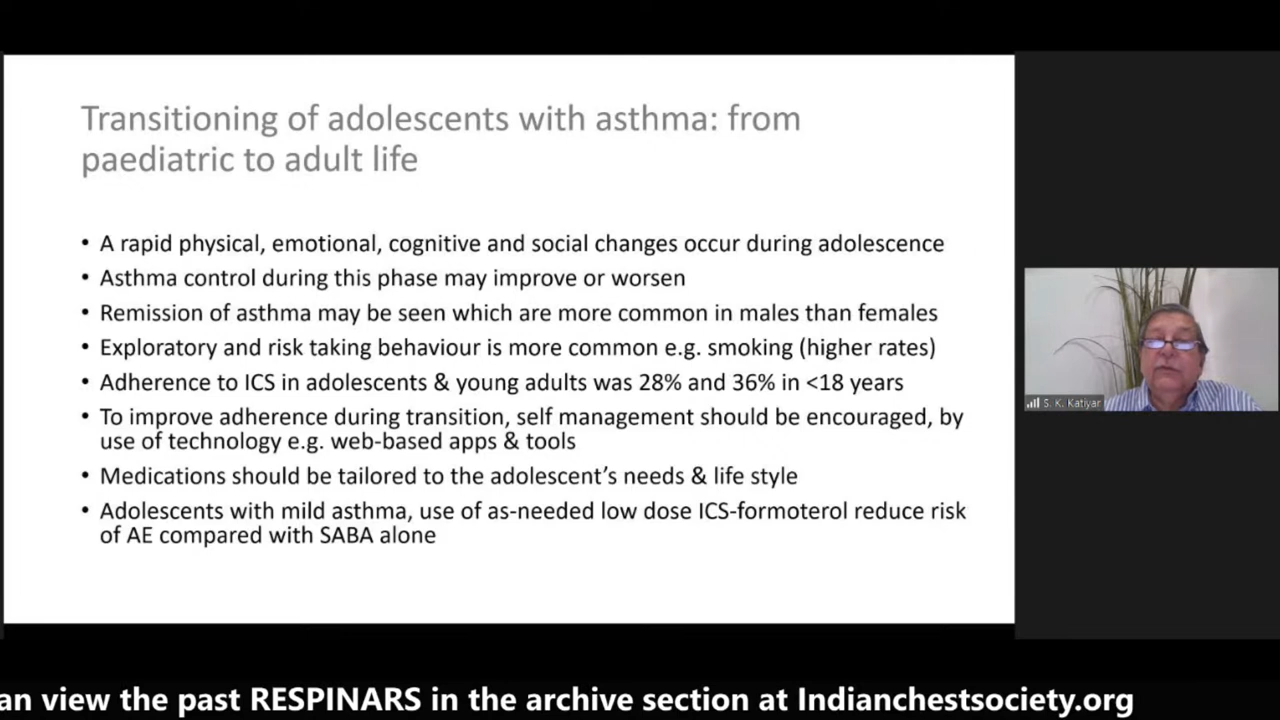 Transitioning of adolescents with asthma: from
paediatric to adult life
• A rapid physical, emotional, cognitive and social changes occur during adolescence
• Asthma control during this phase may improve or worsen
• Remission of asthma may be seen which are more common in males than females
• Exploratory and risk taking behaviour is more common e.g. smoking (higher rates)
• Adherence to ICS in adolescents & young adults was 28% and 36% in <18 years
• To improve adherence during transition, self management should be encouraged, by
use of technology e.g. web-based apps & tools
• Medications should be tailored to the adolescent's needs & life style
• Adolescents with mild asthma, use of as-needed low dose ICS-formoterol reduce risk
of AE compared with SABA alone
S. K. Katiyar
an view the past RESPINARS in the archive section at Indianchestsociety.org